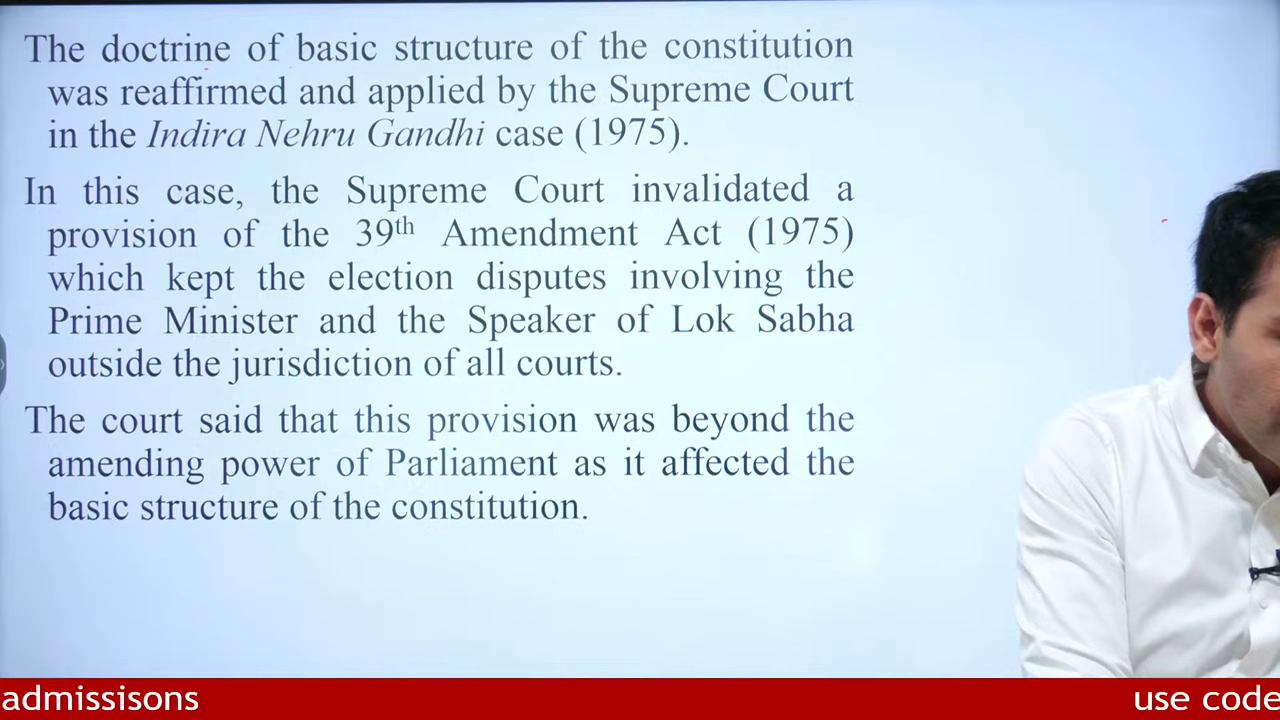 The doctrine of basic structure of the constitution
was reaffirmed and applied by the Supreme Court
in the Indira Nehru Gandhi case (1975).
In this case, the Supreme Court invalidated a
provision of the 39th Amendment Act (1975)
which kept the election disputes involving the
Prime Minister and the Speaker of Lok Sabha
outside the jurisdiction of all courts.
The court said that this provision was beyond the
amending power of Parliament as it affected the
basic structure of the constitution.
admissisons
use code